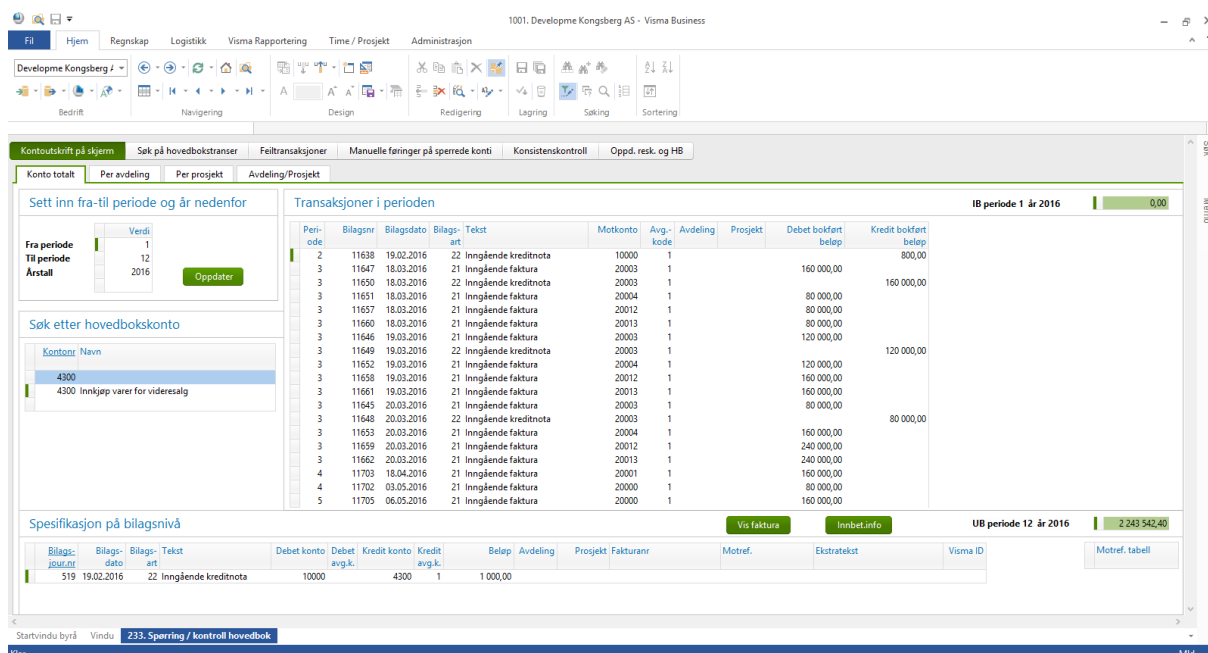 1001. Developme Kongsberg AS - Visma Business
Fil Hjem Regnskap Logistikk Visma Rapportering Time / Prosjekt Administrasjon
Developme Kongsberg
Bedrift Navigering Design Redigering Lagring Søking Sortering
Kontoutskrift på skjerm Søk på hovedbokstranser Feiltransaksjoner Manuelle føringer på sperrede konti Konsistenskontroll Oppd. resk. og HB
Konto totalt Per avdeling Per prosjekt Avdeling/Prosjekt
Sett inn fra-til periode og år nedenfor
Verdi
Fra periode 1
Til periode 12
Årstall 2016
Oppdater
Søk etter hovedbokskonto
Kontonr Navn
4300
4300 Innkjøp varer for videresalg
Transaksjoner i perioden IB periode 1 år 2016 0,00
Peri- Bilagsnr Bilagsdato Bilags- Tekst Motkonto Avg.- Avdeling Prosjekt Debet bokført Kredit bokført
ode art kode beløp beløp
2 11638 19.02.2016 22 Inngående kreditnota 10000 1 800,00
3 11647 18.03.2016 21 Inngående faktura 20003 1 160 000,00
3 11650 18.03.2016 22 Inngående kreditnota 20003 1 160 000,00
3 11651 18.03.2016 21 Inngående faktura 20004 1 80 000,00
3 11657 18.03.2016 21 Inngående faktura 20012 1 80 000,00
3 11660 18.03.2016 21 Inngående faktura 20013 1 80 000,00
3 11646 19.03.2016 21 Inngående faktura 20003 1 120 000,00
3 11649 19.03.2016 22 Inngående kreditnota 20003 1 120 000,00
3 11652 19.03.2016 21 Inngående faktura 20004 1 120 000,00
3 11658 19.03.2016 21 Inngående faktura 20012 1 160 000,00
3 11661 19.03.2016 21 Inngående faktura 20013 1 160 000,00
3 11645 20.03.2016 21 Inngående faktura 20003 1 80 000,00
3 11648 20.03.2016 22 Inngående kreditnota 20003 1 80 000,00
3 11653 20.03.2016 21 Inngående faktura 20004 1 160 000,00
3 11659 20.03.2016 21 Inngående faktura 20012 1 240 000,00
3 11662 20.03.2016 21 Inngående faktura 20013 1 240 000,00
4 11703 18.04.2016 21 Inngående faktura 20001 1 160 000,00
4 11702 03.05.2016 21 Inngående faktura 20000 1 80 000,00
5 11705 06.05.2016 21 Inngående faktura 20000 1 160 000,00
Spesifikasjon på bilagsnivå Vis faktura Innbet.info UB periode 12 år 2016 2 243 542,40
Bilags- Bilags- Bilags- Tekst Debet konto Debet Kredit konto Kredit Beløp Avdeling Prosjekt Fakturanr Motref. Ekstratekst Visma ID Motref. tabell
jour.nr dato art avg.k. avg.k.
519 19.02.2016 22 Inngående kreditnota 10000 4300 1 1 000,00
Startvindu byrå Vindu 233. Spørring / kontroll hovedbok